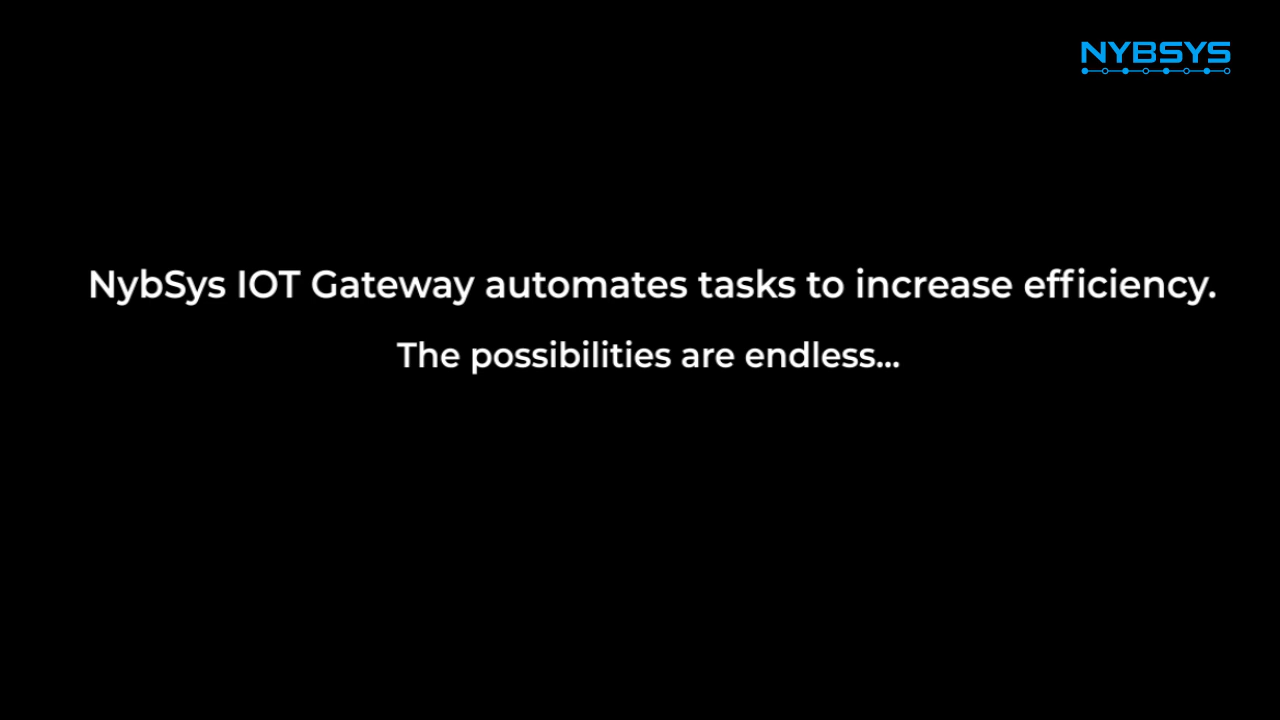 NYBSYS
NybSys IOT Gateway automates tasks to increase efficiency.
The possibilities are endless...